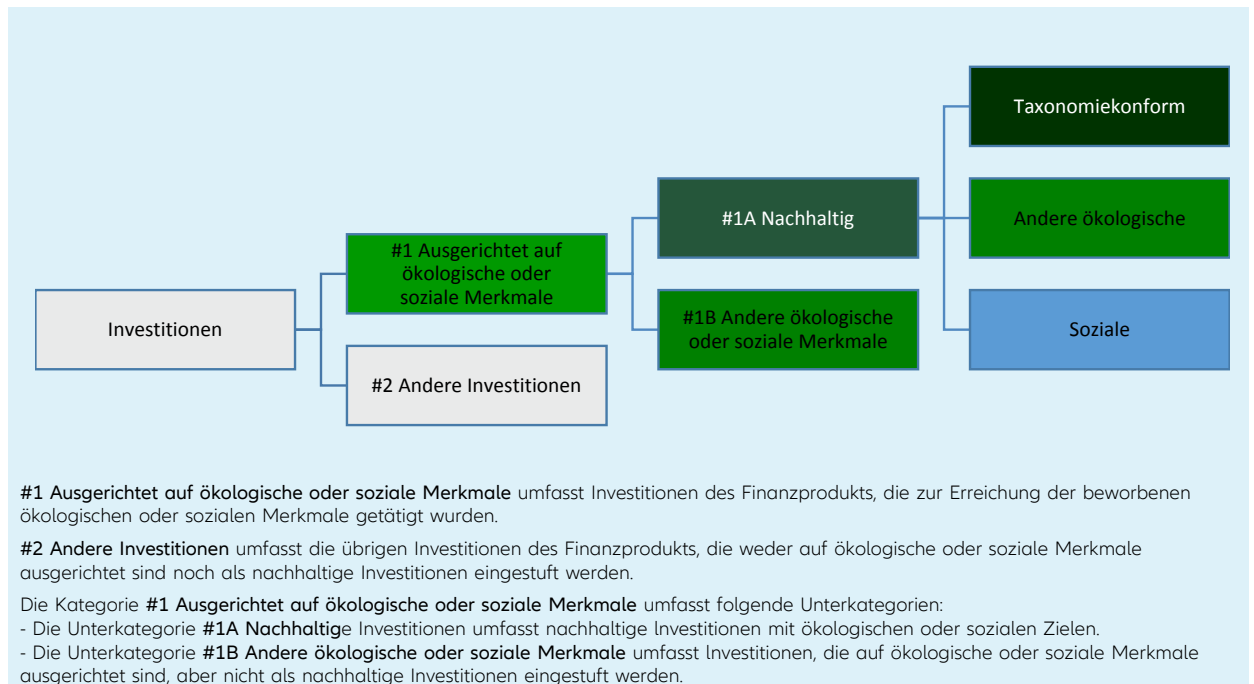 Taxonomiekonform
#1A Nachhaltig
Andere ökologische
#1 Ausgerichtet auf
ökologische oder
soziale Merkmale
Investitionen
#1B Andere ökologische
oder soziale Merkmale
Soziale
#2 Andere Investitionen
#1 Ausgerichtet auf ökologische oder soziale Merkmale umfasst Investitionen des Finanzprodukts, die zur Erreichung der beworbenen
ökologischen oder sozialen Merkmale getätigt wurden.
#2 Andere Investitionen umfasst die übrigen Investitionen des Finanzprodukts, die weder auf ökologische oder soziale Merkmale
ausgerichtet sind noch als nachhaltige Investitionen eingestuft werden.
Die Kategorie #1 Ausgerichtet auf ökologische oder soziale Merkmale umfasst folgende Unterkategorien:
- Die Unterkategorie #1A Nachhaltige Investitionen umfasst nachhaltige Investitionen mit ökologischen oder sozialen Zielen.
- Die Unterkategorie #1B Andere ökologische oder soziale Merkmale umfasst Investitionen, die auf ökologische oder soziale Merkmale
ausgerichtet sind, aber nicht als nachhaltige Investitionen eingestuft werden.